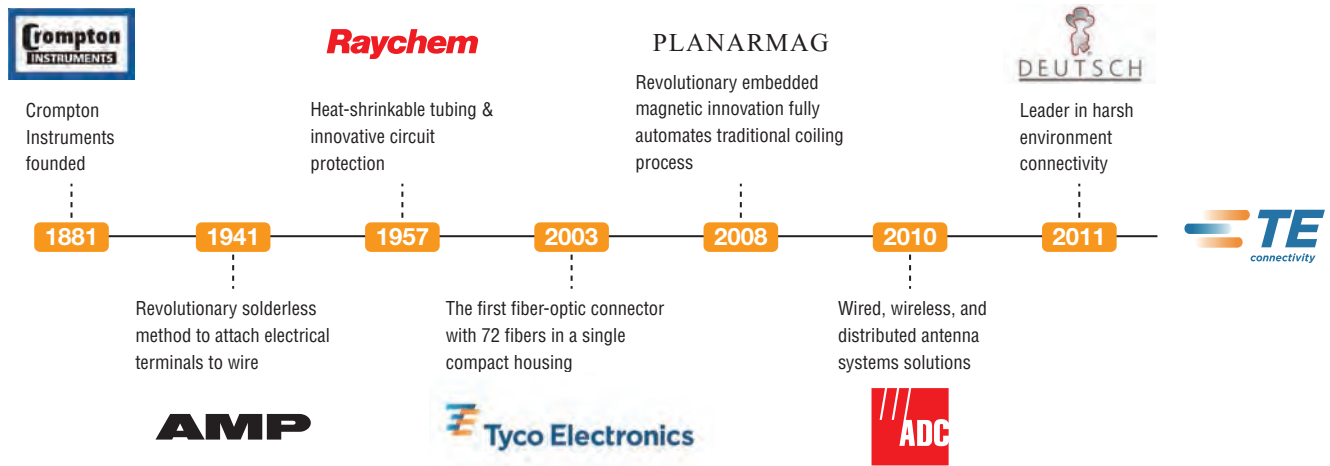 Crompton
INSTRUMENTS
Crompton
Instruments
founded
1881
1941
Revolutionary solderless
method to attach electrical
terminals to wire
AMP
Raychem
Heat-shrinkable tubing &
innovative circuit
protection
1957
2003
The first fiber-optic connector
with 72 fibers in a single
compact housing
Tyco Electronics
PLANARMAG
Revolutionary embedded
magnetic innovation fully
automates traditional coiling
process
2008
2010
Wired, wireless, and
distributed antenna
systems solutions
ADC
DEUTSCH
Leader in harsh
environment
connectivity
2011
TE
connectivity